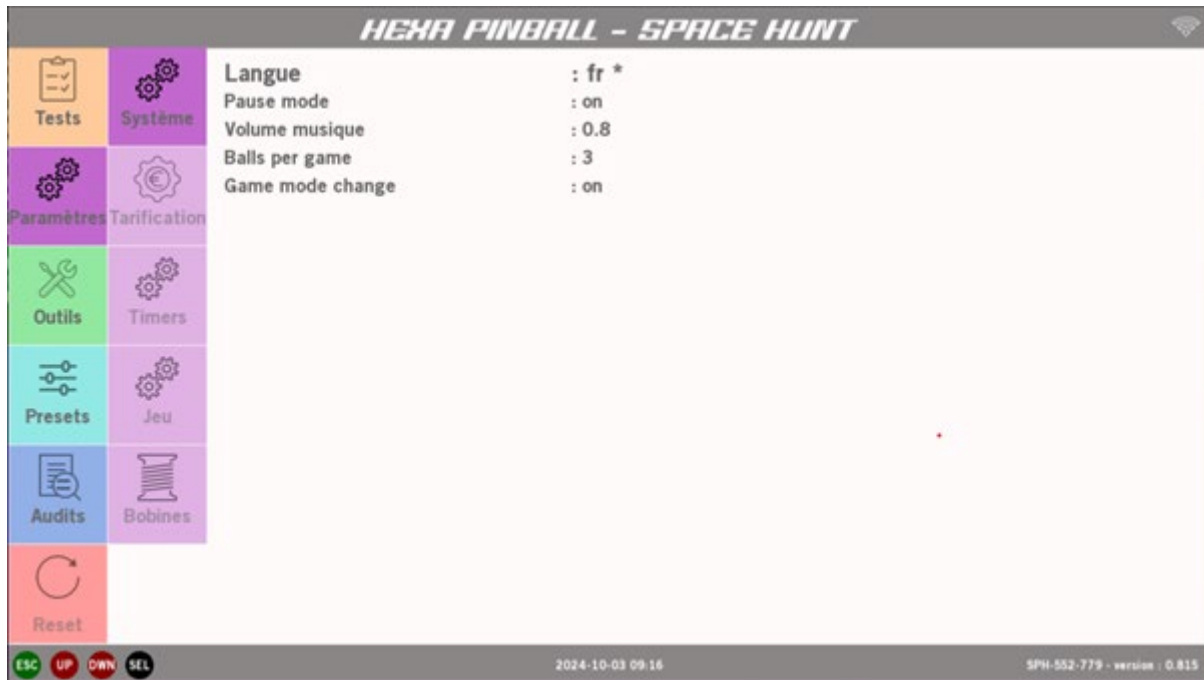 HEXA PINBALL - SPACE HUNT
Tests
Système
Paramètres
Tarification
Outils
Timers
Presets
Jeu
Audits
Bobines
Reset
Langue : fr *
Pause mode : on
Volume musique : 0.8
Balls per game : 3
Game mode change : on
ESC UP DWN SEL
2024-10-03 09:16
SPH-552-779 - version : 0.815